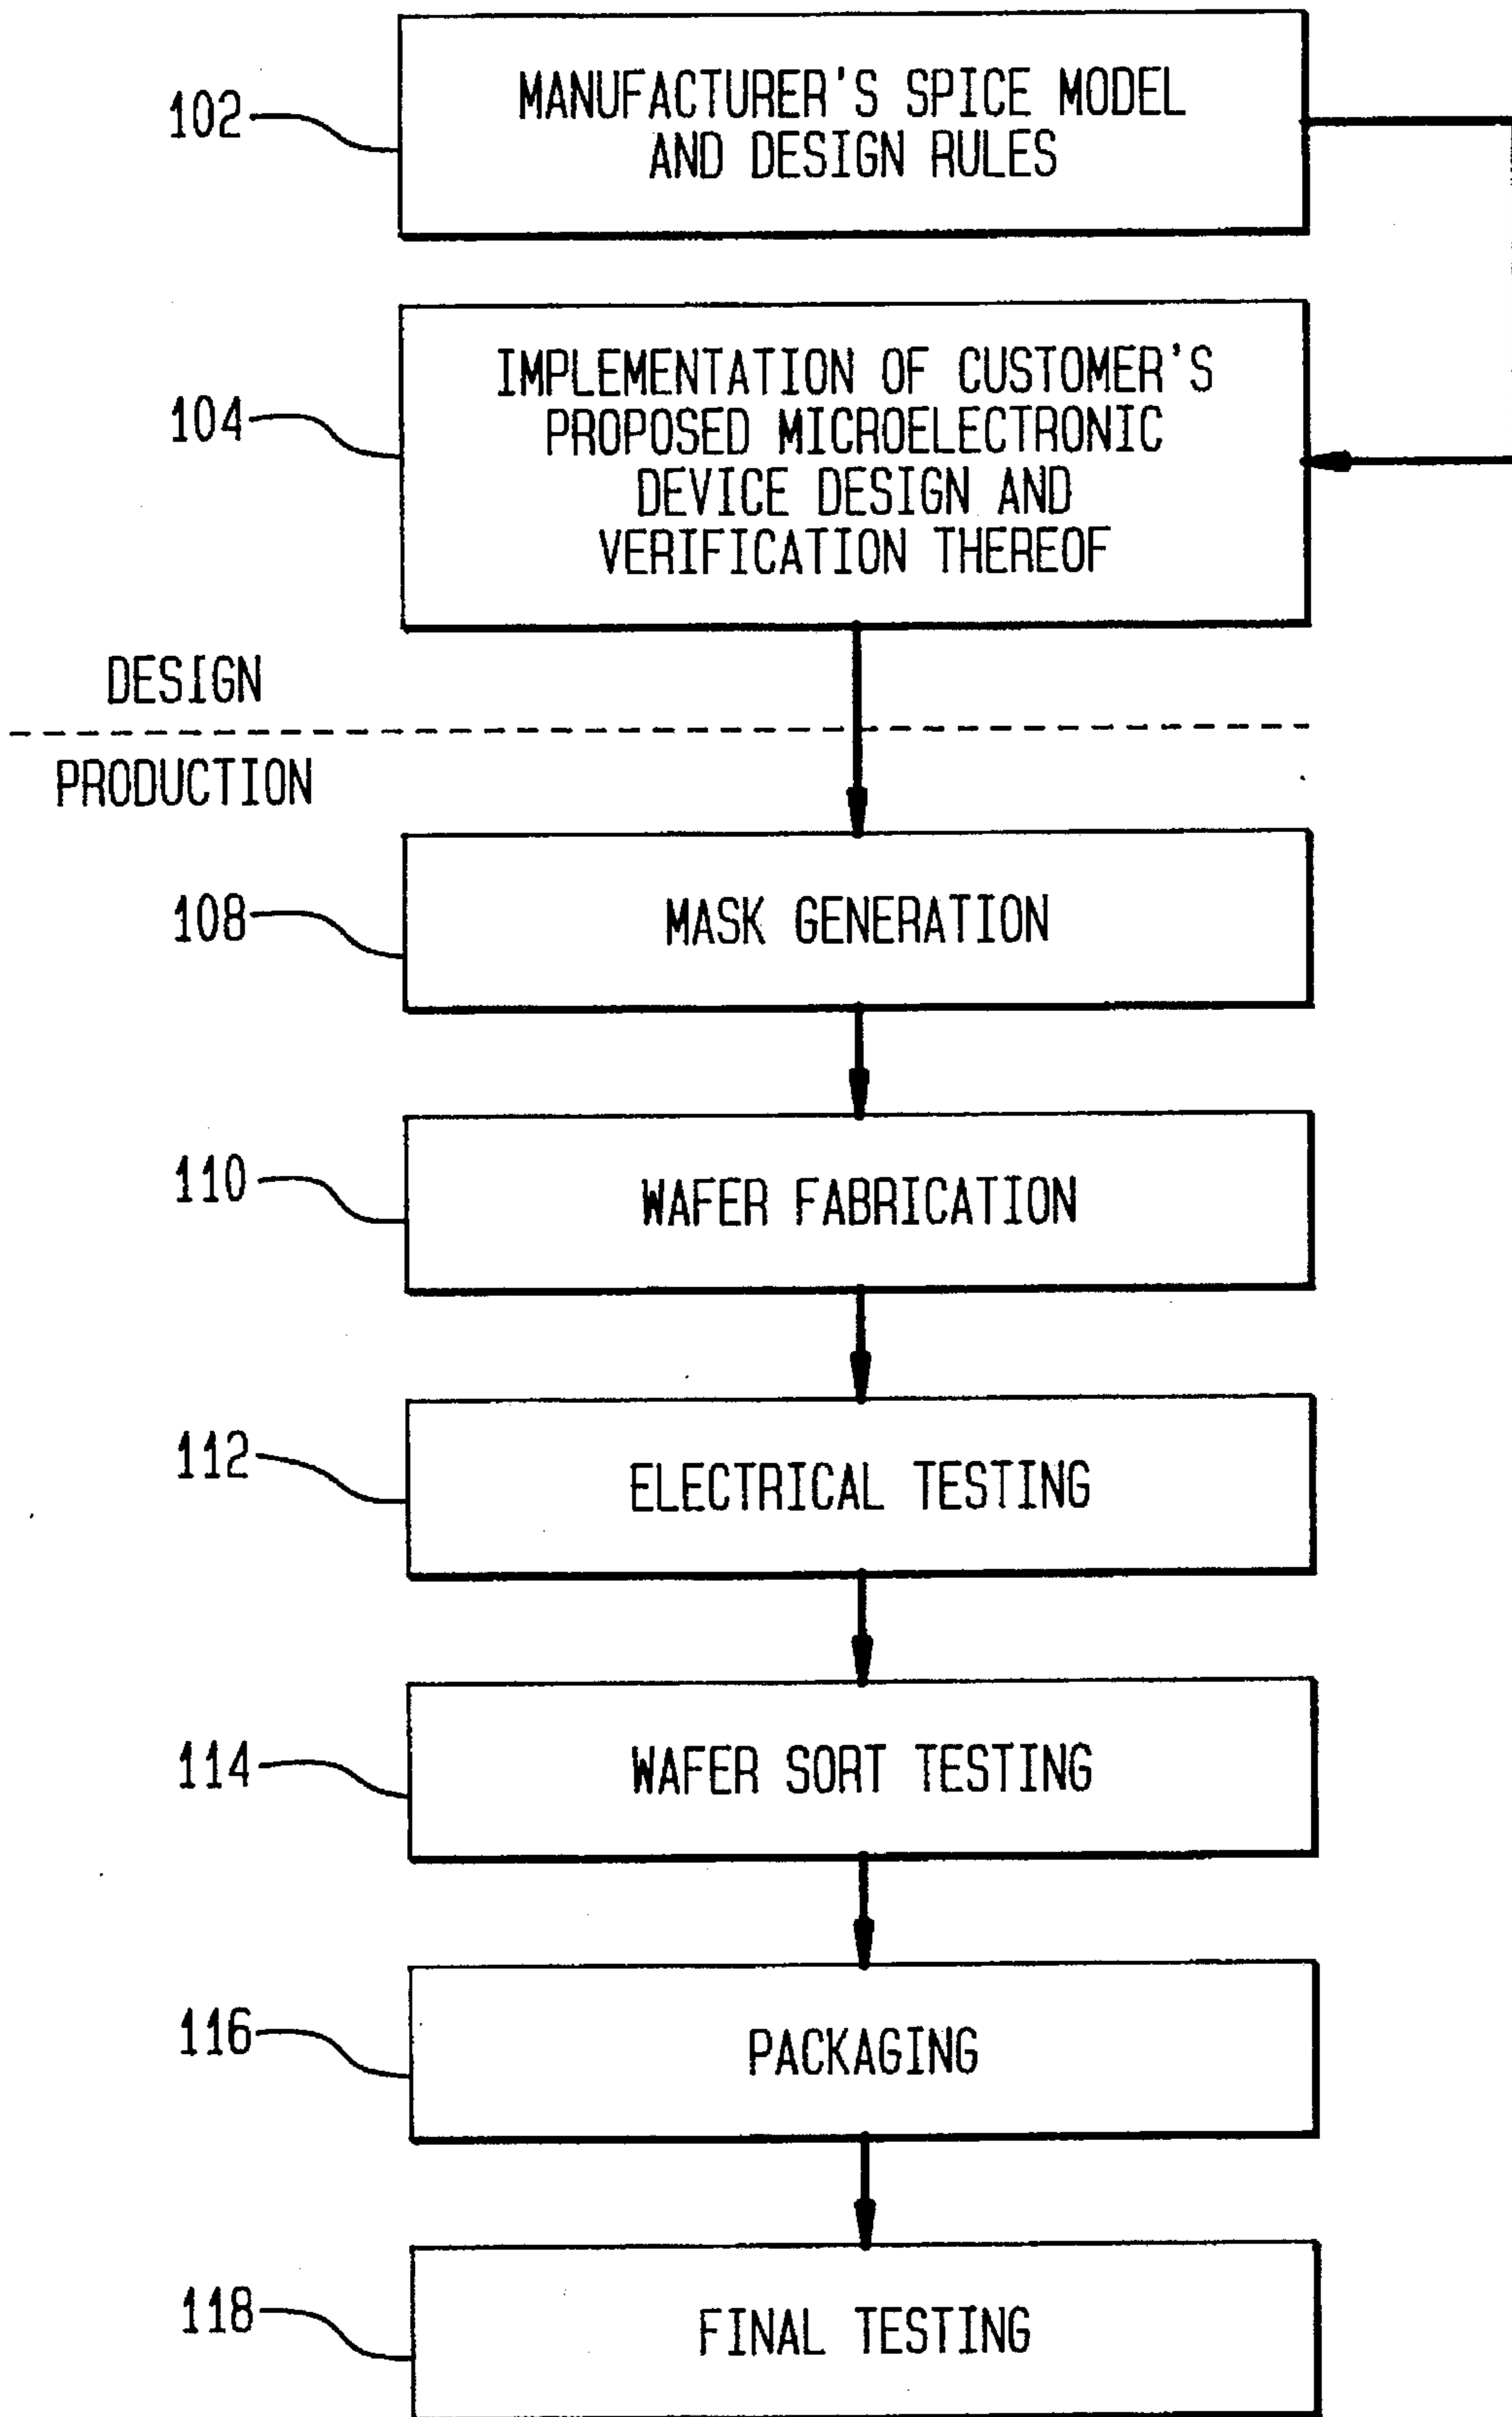 102
MANUFACTURER'S SPICE MODEL
AND DESIGN RULES
104
IMPLEMENTATION OF CUSTOMER'S
PROPOSED MICROELECTRONIC
DEVICE DESIGN AND
VERIFICATION THEREOF
DESIGN
PRODUCTION
108
MASK GENERATION
110
WAFER FABRICATION
112
ELECTRICAL TESTING
114
WAFER SORT TESTING
116
PACKAGING
118
FINAL TESTING